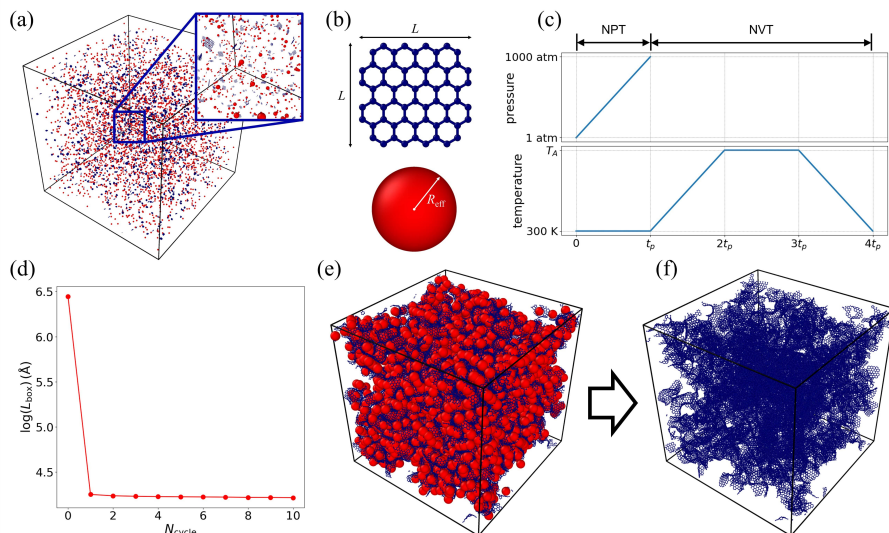 (a)
(b)
L
L
R_eff
(c)
NPT
NVT
1000 atm
pressure
1 atm
T_A
temperature
300 K
0
t_p
2t_p
3t_p
4t_p
(d)
6.5
6.0
5.5
5.0
4.5
log(L_box) (Å)
0
2
4
6
8
10
N_cycle
(e)
(f)